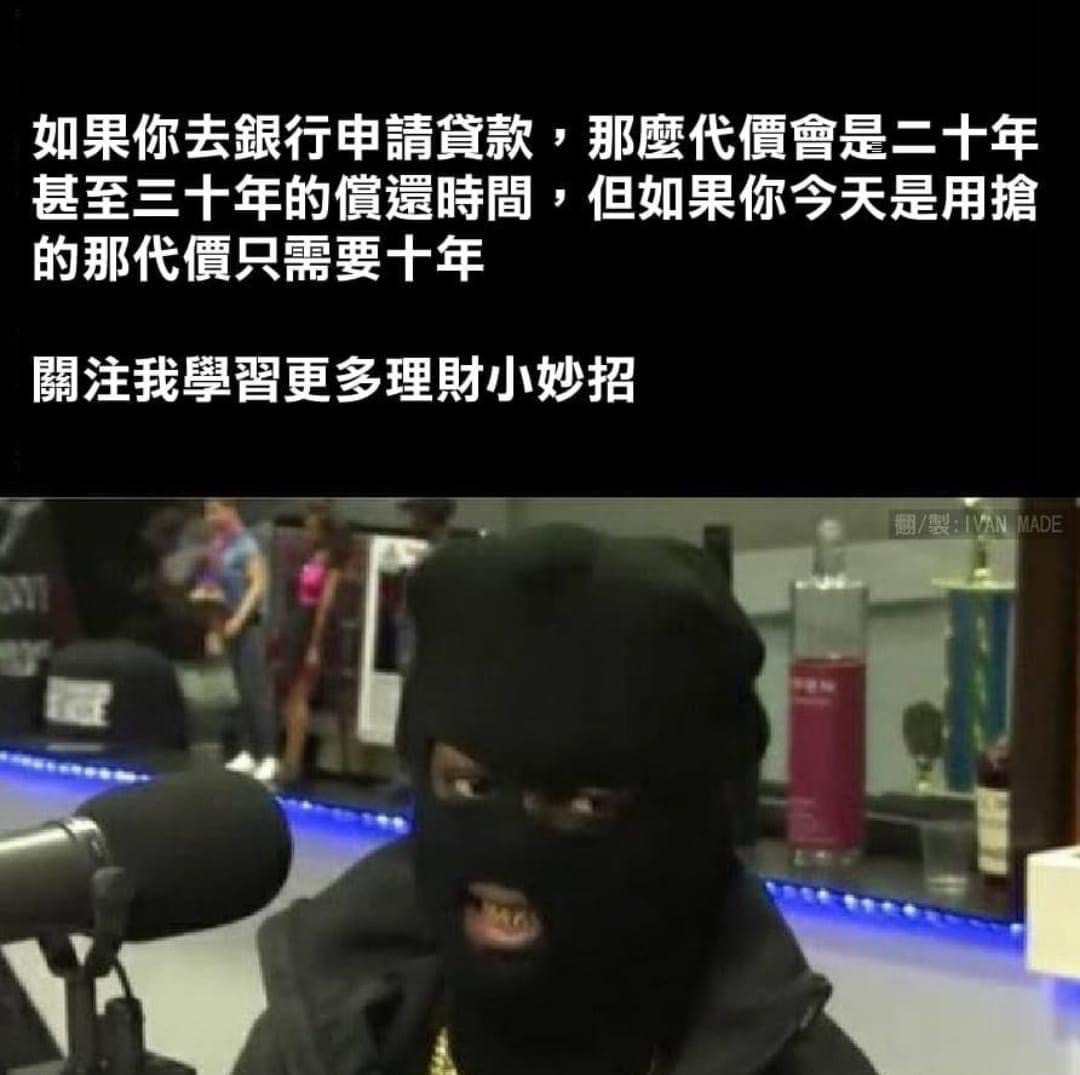 如果你去銀行申請貸款，那麼代價會是二十年
甚至三十年的償還時間，但如果你今天是用搶
的那代價只需要十年
關注我學習更多理財小妙招
翻/製:IVAN MADE